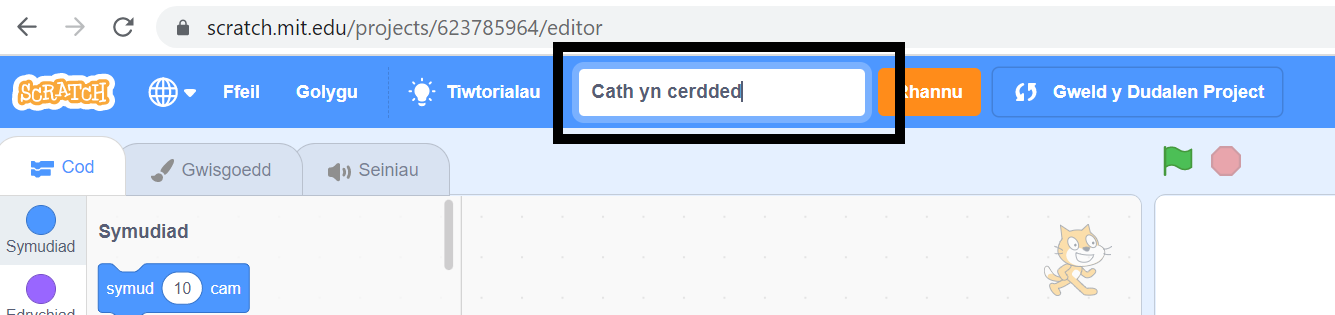 scratch.mit.edu/projects/623785964/editor
SCRATCH Ffeil Golygu Tiwtorialau Cath yn cerdded Rhannu Gweld y Dudalen Project
Cod Gwisgoedd Seiniau
Symudiad
Symudiad
symud 10 cam
Edrychiad